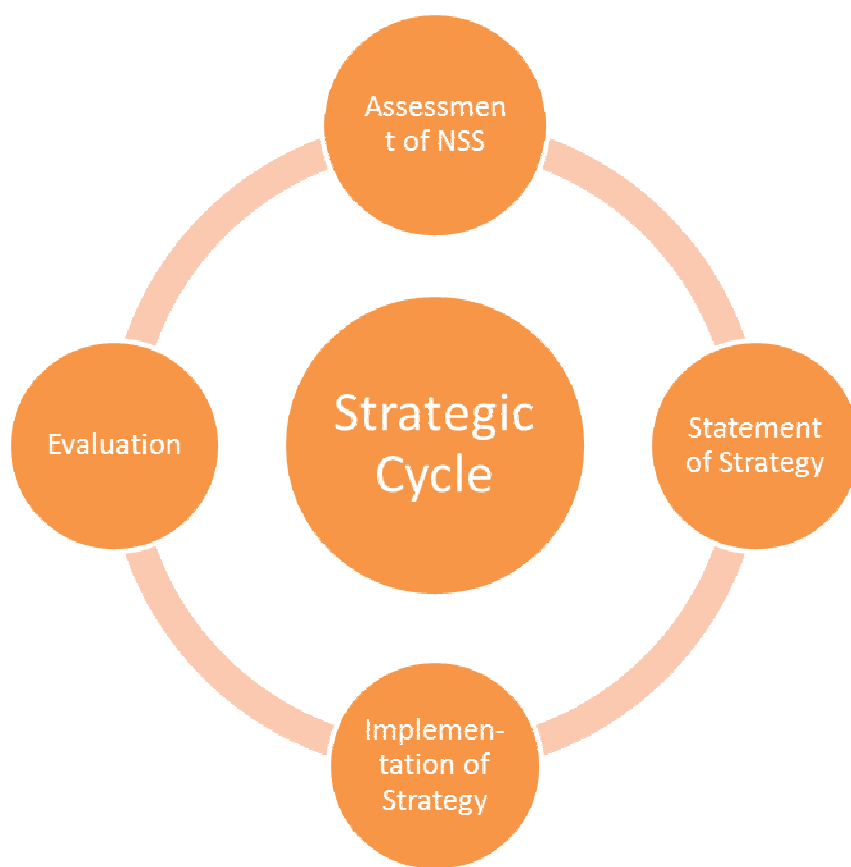 Assessmen
t of NSS
Strategic
Cycle
Evaluation
Statement
of Strategy
Implemen-
tation of
Strategy